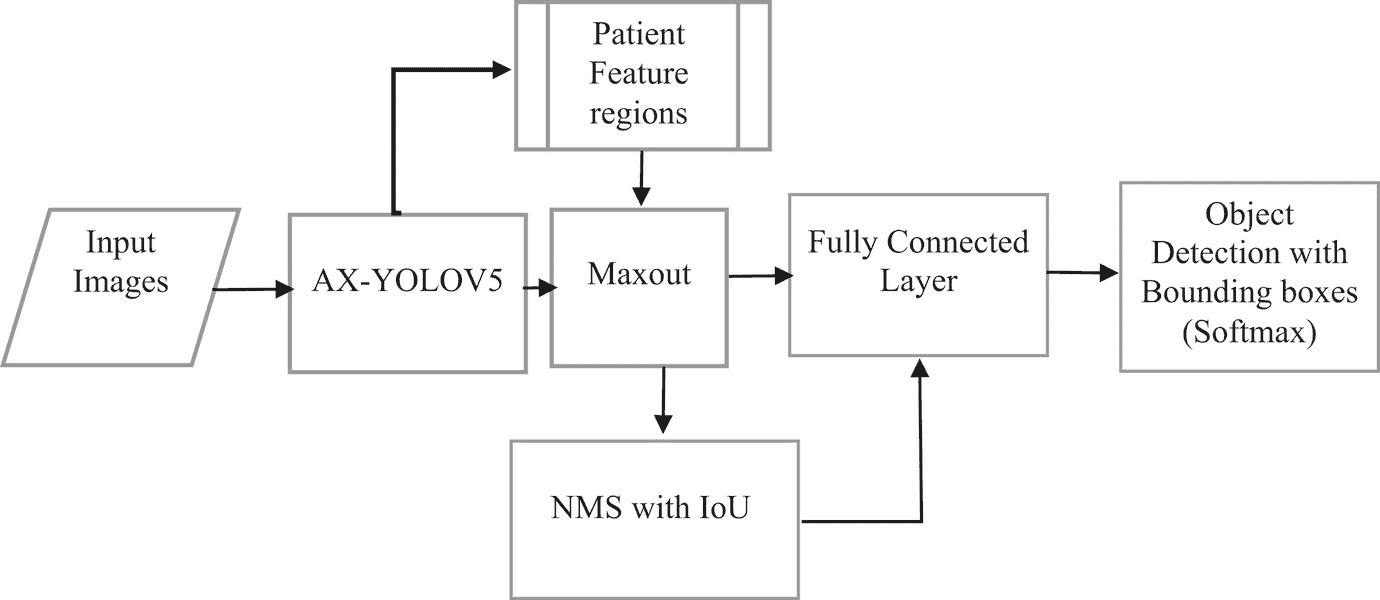 Patient
Feature
regions
Input
Images
AX-YOLOV5
Maxout
Fully Connected
Layer
Object
Detection with
Bounding boxes
(Softmax)
NMS with IoU